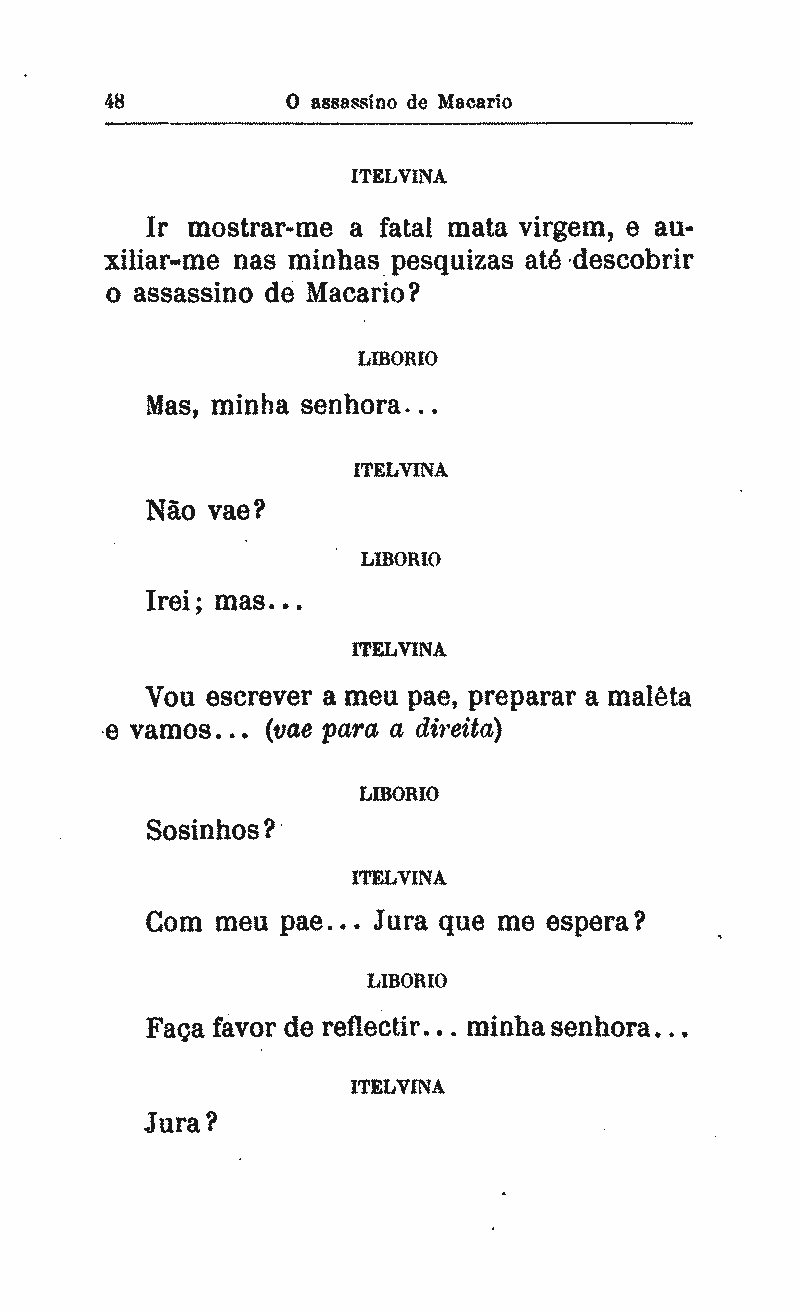 48 O assassino de Macario
ITELVINA
Ir mostrar-me a fatal mata virgem, e au-
xiliar-me nas minhas pesquizas até descobrir
o assassino de Macario?
LIBORIO
Mas, minha senhora...
ITELVINA
Não vae?
LIBORIO
Irei; mas...
ITELVINA
Vou escrever a meu pae, preparar a malêta
e vamos... (vae para a direita)
LIBORIO
Sosinhos?
ITELVINA
Com meu pae... Jura que me espera?
LIBORIO
Faça favor de reflectir... minha senhora...
ITELVINA
Jura?